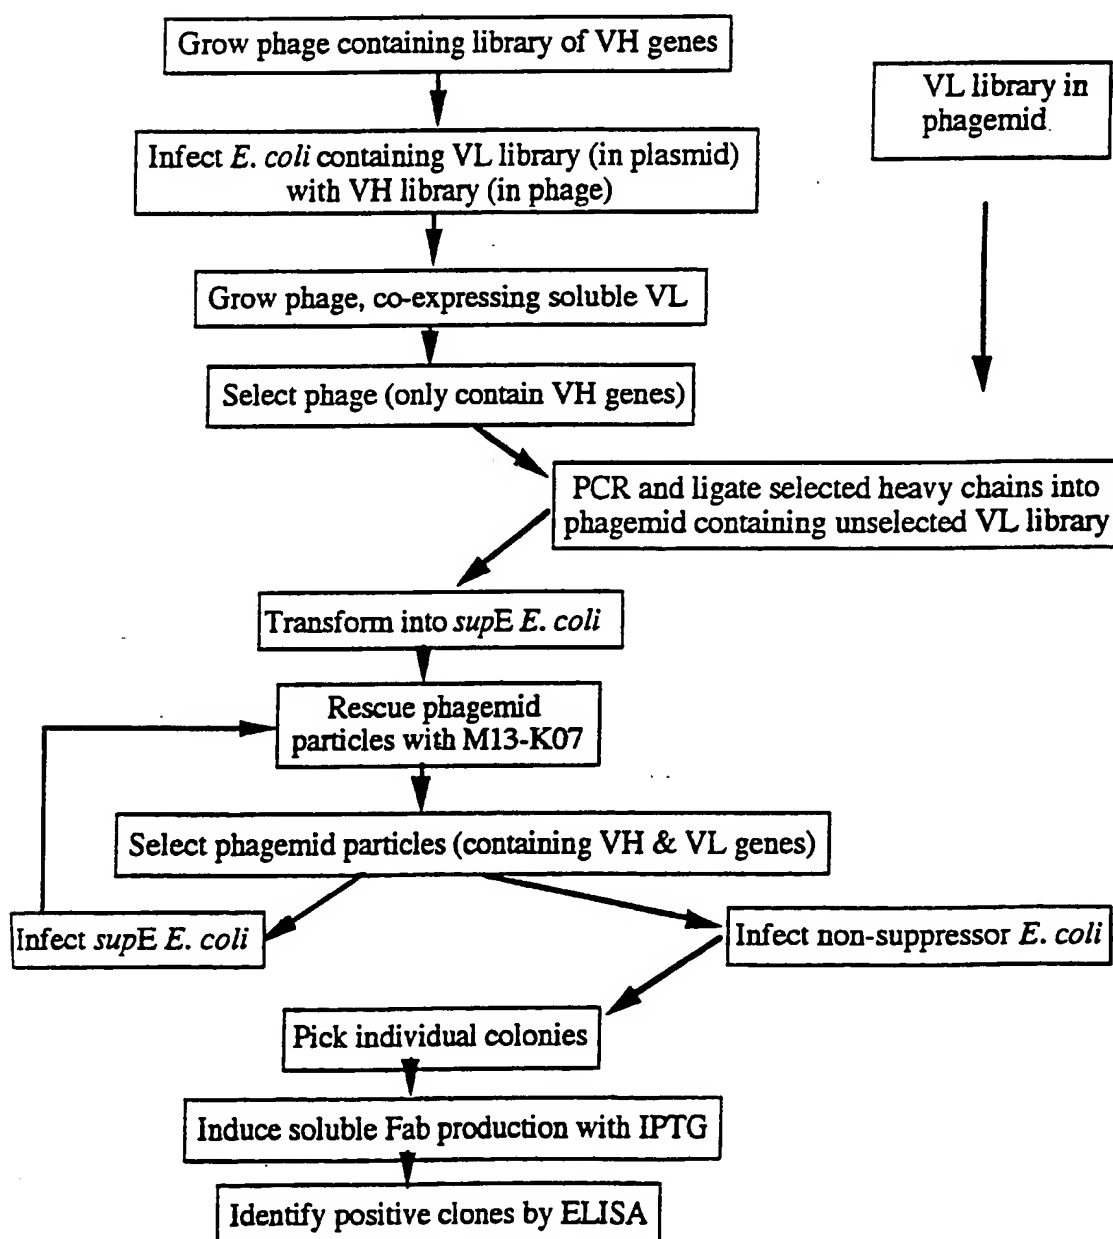 Grow phage containing library of VH genes
VL library in
phagemid
Infect E. coli containing VL library (in plasmid)
with VH library (in phage)
Grow phage, co-expressing soluble VL
Select phage (only contain VH genes)
PCR and ligate selected heavy chains into
phagemid containing unselected VL library
Transform into supE E. coli
Rescue phagemid
particles with M13-K07
Select phagemid particles (containing VH & VL genes)
Infect supE E. coli
Infect non-suppressor E. coli
Pick individual colonies
Induce soluble Fab production with IPTG
Identify positive clones by ELISA